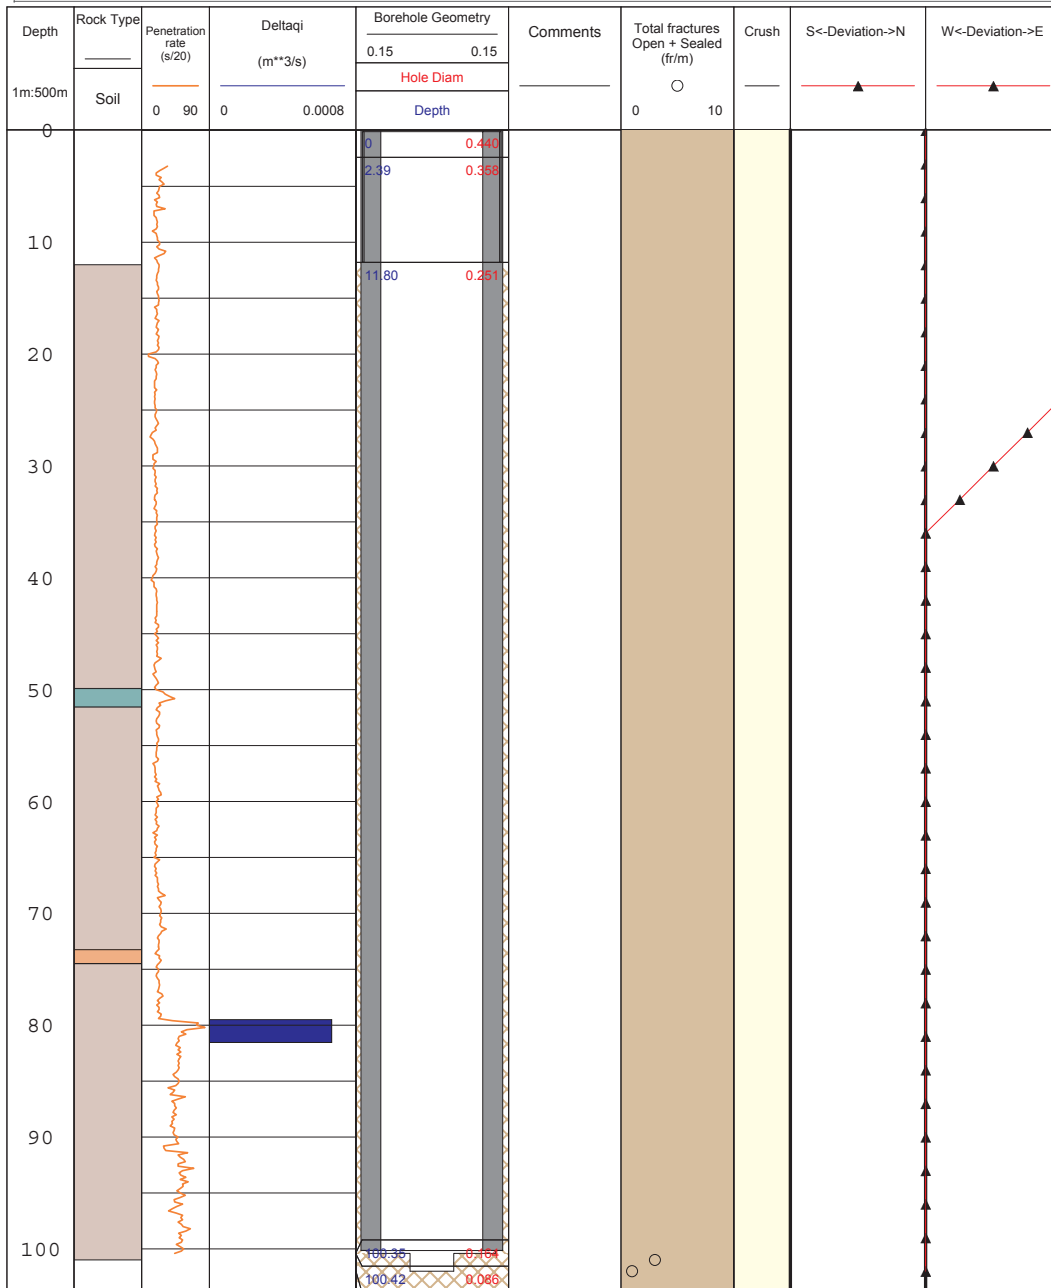 Depth
1m:500m
Rock Type
Soil
Penetration
rate
(s/20)
0 90
Deltaqi
(m**3/s)
0 0.0008
Borehole Geometry
0.15 0.15
Hole Diam
Depth
Comments
Total fractures
Open + Sealed
(fr/m)
0 10
Crush
S<-Deviation->N
W<-Deviation->E
0
0 0.440
2.39 0.358
10
11.80 0.251
20
30
40
50
60
70
80
90
100
100.35 0.164
100.42 0.086